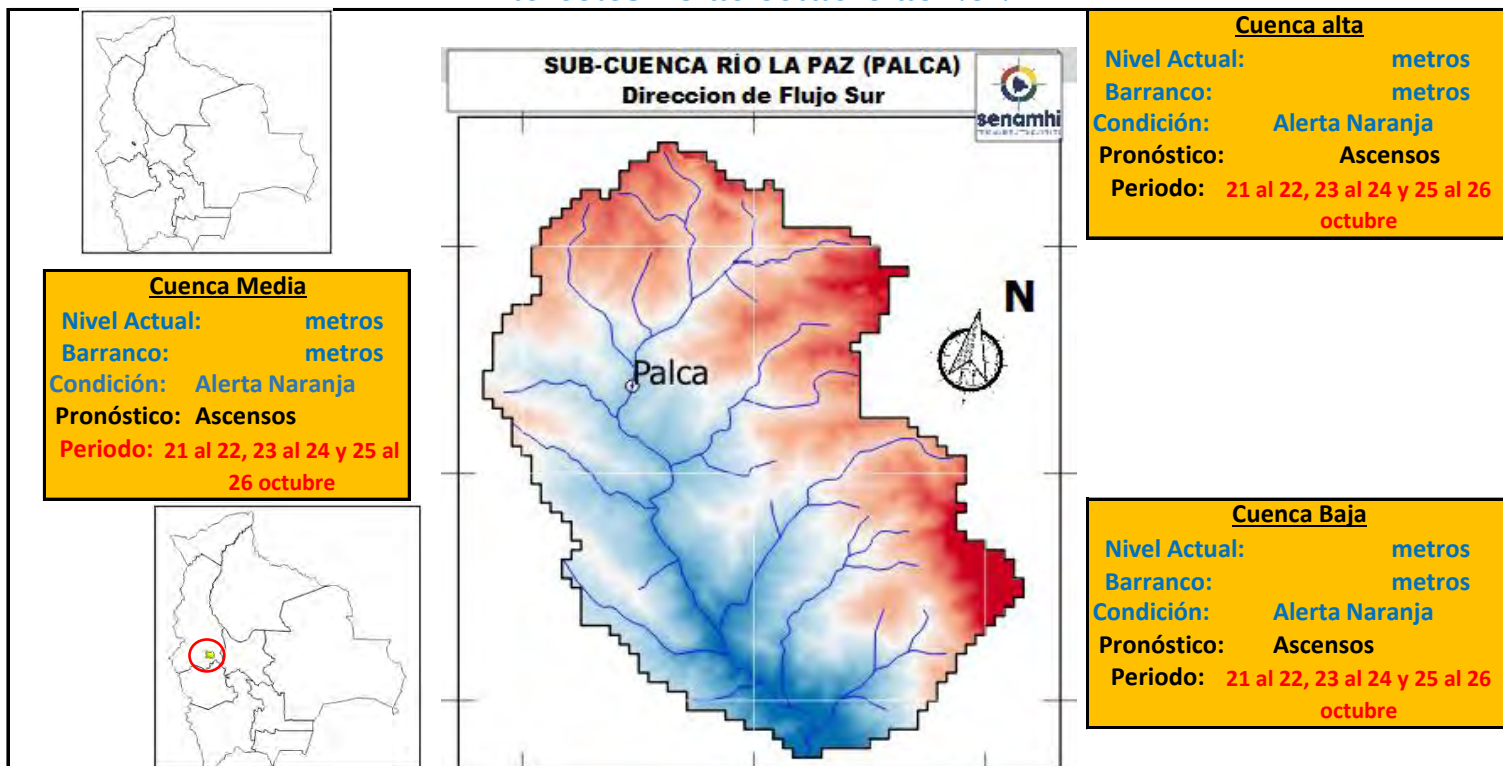 SUB-CUENCA RÍO LA PAZ (PALCA)
Direccion de Flujo Sur
senamhi
Cuenca alta
Nivel Actual: metros
Barranco: metros
Condición: Alerta Naranja
Pronóstico: Ascensos
Periodo: 21 al 22, 23 al 24 y 25 al 26
octubre
Cuenca Media
Nivel Actual: metros
Barranco: metros
Condición: Alerta Naranja
Pronóstico: Ascensos
Periodo: 21 al 22, 23 al 24 y 25 al
26 octubre
N
Palca
Cuenca Baja
Nivel Actual: metros
Barranco: metros
Condición: Alerta Naranja
Pronóstico: Ascensos
Periodo: 21 al 22, 23 al 24 y 25 al 26
octubre